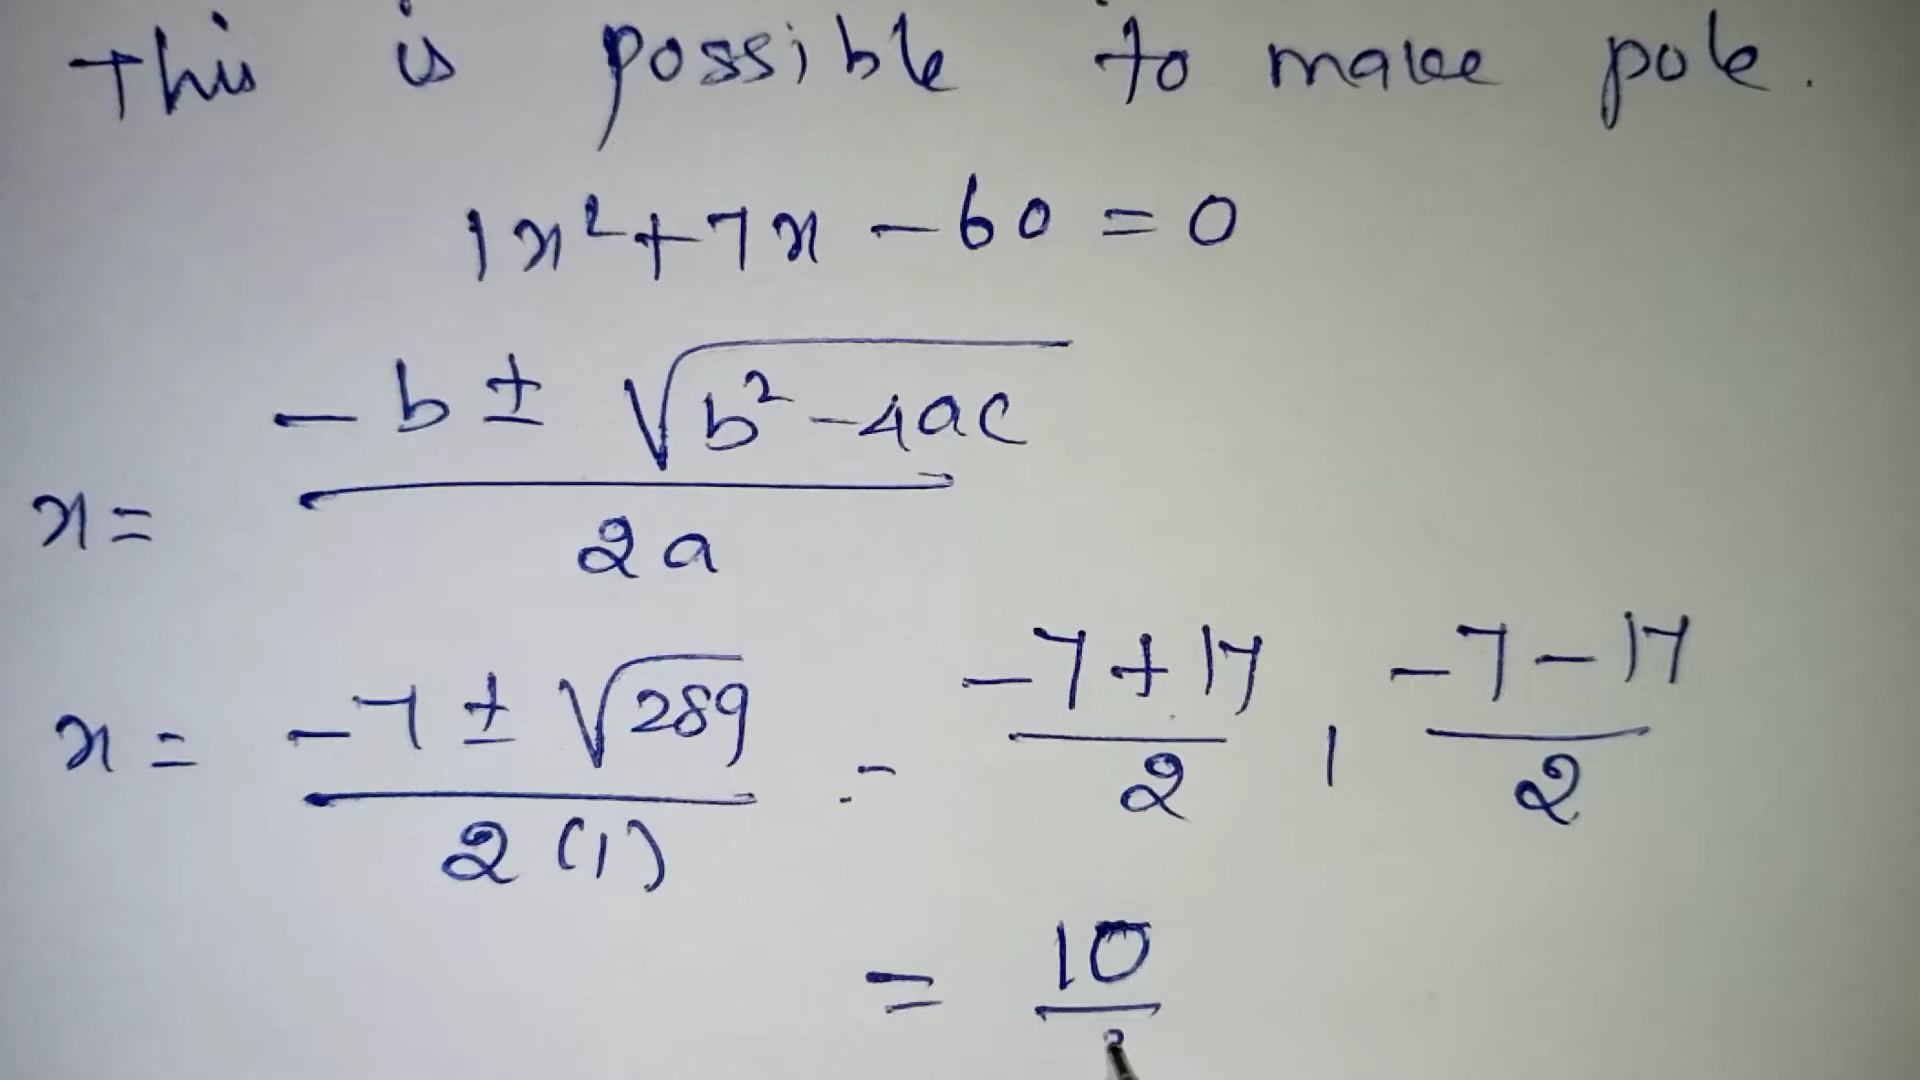 This is possible to make pole.
1x²+7x-60=0
x= -b ± √b²-4ac / 2a
x = -7 ± √289 / 2(1) = -7+17 / 2 , -7-17 / 2
= 10 / 2